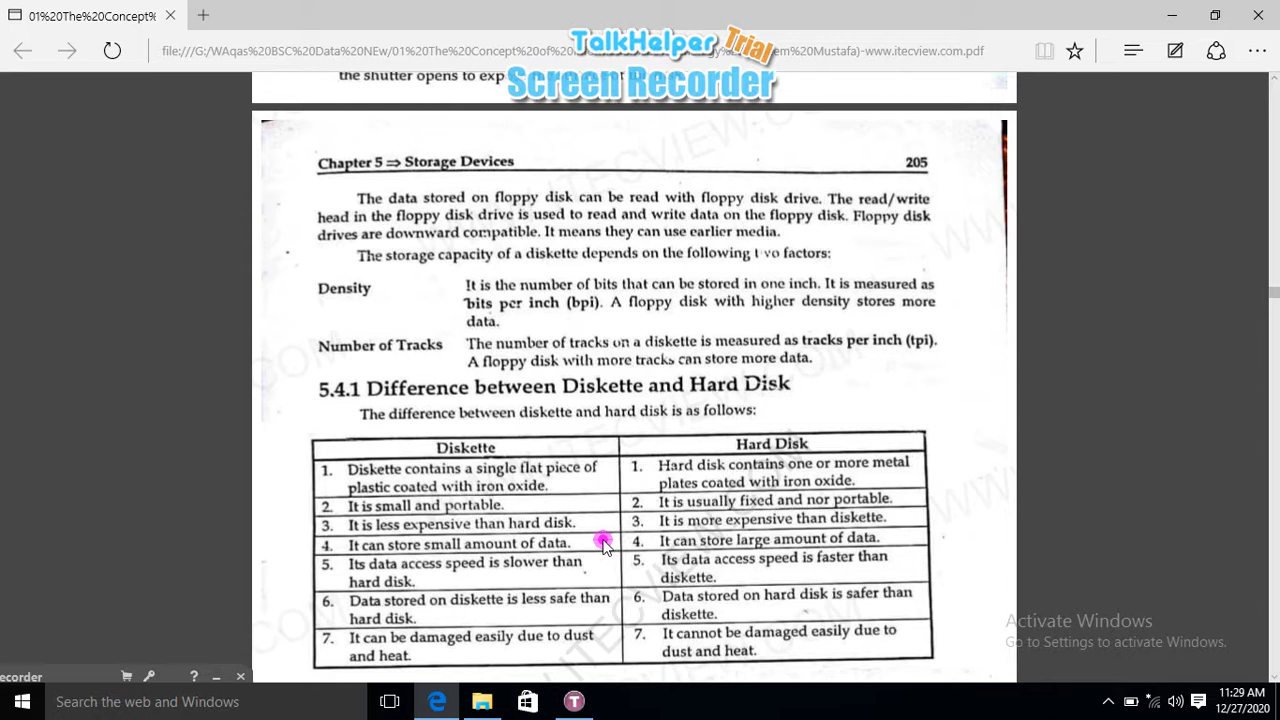 01%20The%20Concept%
file:///G:/WAqas%20BSC%20Data%20NEw/01%20The%20Concept%20of%
Mustafa)-www.itecview.com.pdf
TalkHelper Trial
Screen Recorder
the shutter opens to
Chapter 5 ⇒ Storage Devices 205
The data stored on floppy disk can be read with floppy disk drive. The read/write
head in the floppy disk drive is used to read and write data on the floppy disk. Floppy disk
drives are downward compatible. It means they can use earlier media.
The storage capacity of a diskette depends on the following two factors:
Density It is the number of bits that can be stored in one inch. It is measured as
bits per inch (bpi). A floppy disk with higher density stores more
data.
Number of Tracks The number of tracks on a diskette is measured as tracks per inch (tpi).
A floppy disk with more tracks can store more data.
5.4.1 Difference between Diskette and Hard Disk
The difference between diskette and hard disk is as follows:
Diskette Hard Disk
1. Diskette contains a single flat piece of
plastic coated with iron oxide.
1. Hard disk contains one or more metal
plates coated with iron oxide.
2. It is small and portable.
2. It is usually fixed and nor portable.
3. It is less expensive than hard disk.
3. It is more expensive than diskette.
4. It can store small amount of data.
4. It can store large amount of data.
5. Its data access speed is slower than
hard disk.
5. Its data access speed is faster than
diskette.
6. Data stored on diskette is less safe than
hard disk.
6. Data stored on hard disk is safer than
diskette.
7. It can be damaged easily due to dust
and heat.
7. It cannot be damaged easily due to
dust and heat.
Activate Windows
Go to Settings to activate Windows.
ecorder
Search the web and Windows
11:29 AM
12/27/2020